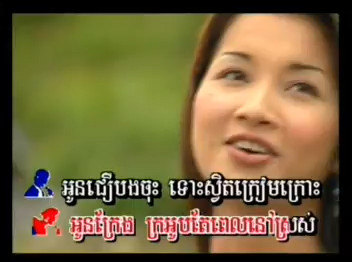 អូនជឿបងចុះ ទោះស្វិតក្រៀមក្រោះ
អូនក្រែង ក្រអូបតែពេលនៅស្រស់